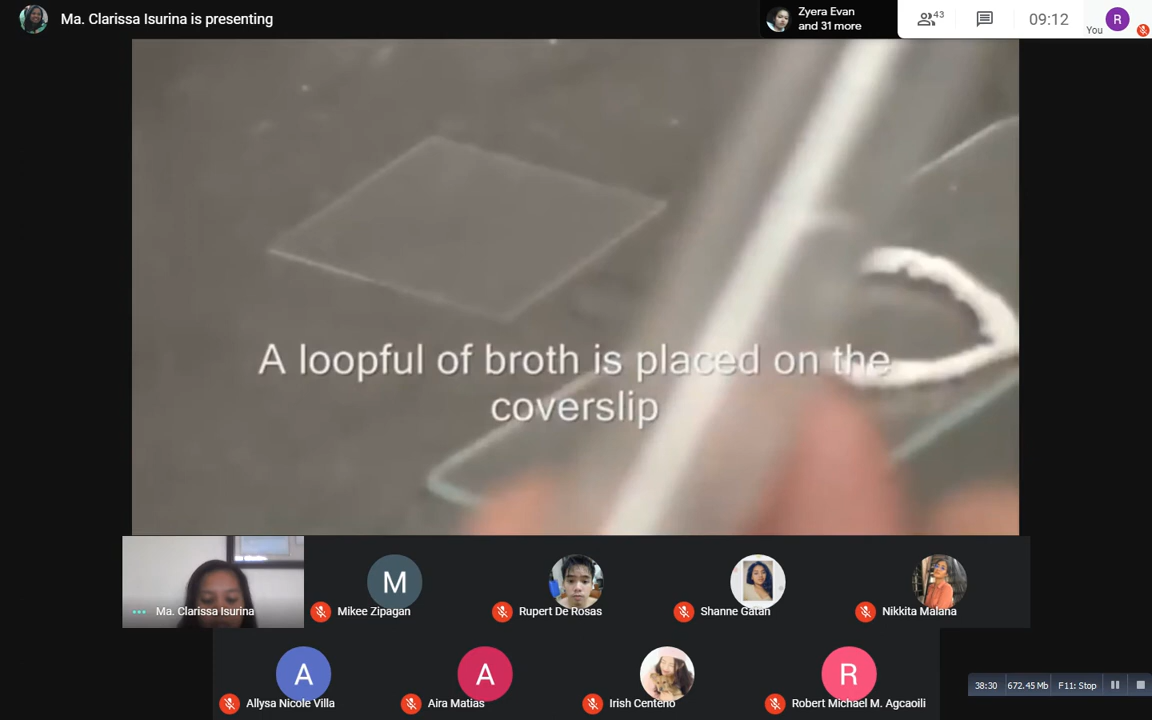 Ma. Clarissa Isurina is presenting
Zyera Evan
and 31 more
43
09:12
You
R
A loopful of broth is placed on the
coverslip
Ma. Clarissa Isurina
M
Mikee Zipagan
Rupert De Rosas
Shanne Gatan
Nikkita Malana
A
Allysa Nicole Villa
A
Aira Matias
Irish Centeno
R
Robert Michael M. Agcaoili
38:30
672.45 Mb
F11: Stop